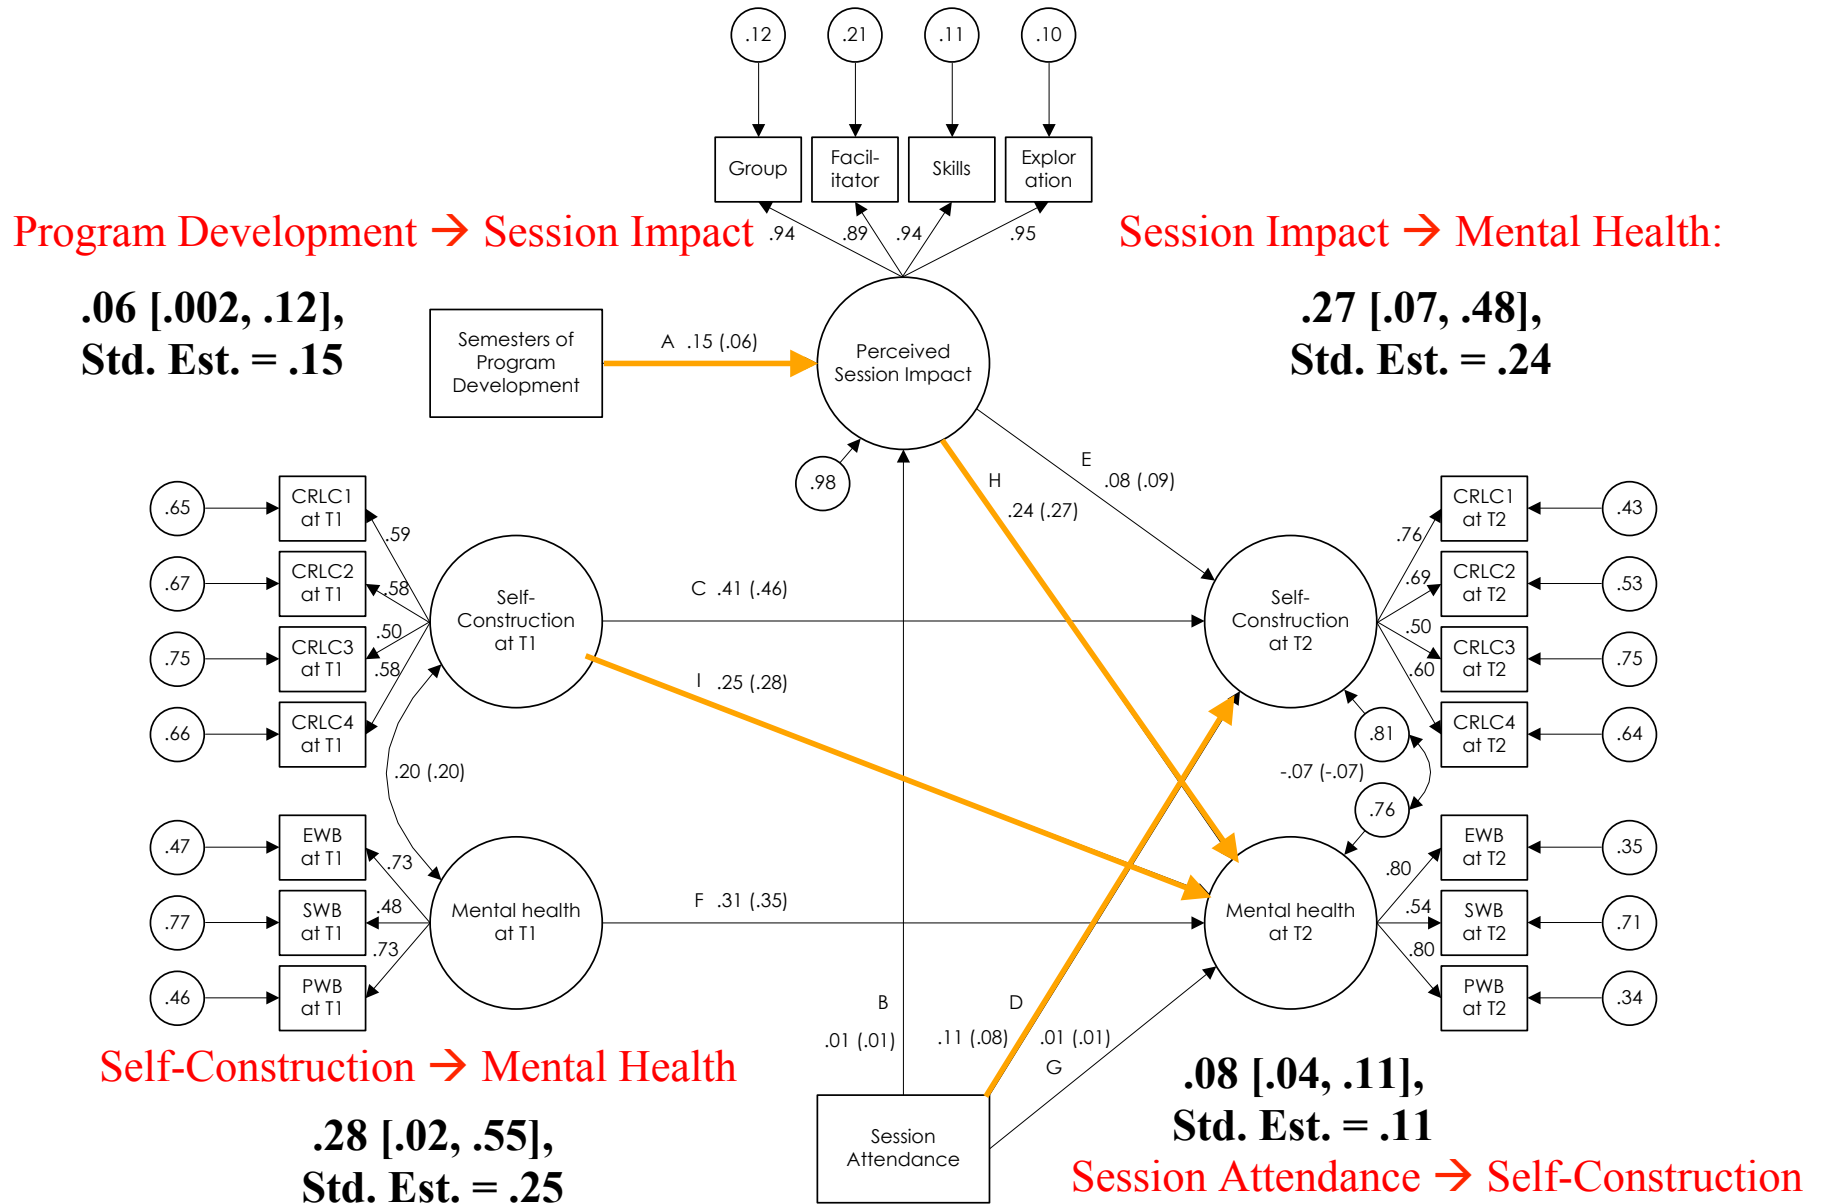 .12
.21
.11
.10
Group
Facil-
itator
Skills
Explor
ation
Program Development → Session Impact
.06 [.002, .12],
Std. Est. = .15
Session Impact → Mental Health:
.27 [.07, .48],
Std. Est. = .24
.94
.89
.94
.95
Semesters of
Program
Development
A .15 (.06)
Perceived
Session Impact
.98
E
.08 (.09)
H
.24 (.27)
.65
CRLC1
at T1
.59
.67
CRLC2
at T1
.58
.75
CRLC3
at T1
.50
.66
CRLC4
at T1
.58
Self-
Construction
at T1
C .41 (.46)
I .25 (.28)
Self-
Construction
at T2
.76
CRLC1
at T2
.43
.69
CRLC2
at T2
.53
.50
CRLC3
at T2
.75
.60
CRLC4
at T2
.64
.20 (.20)
.81
-.07 (-.07)
.76
.47
EWB
at T1
.73
.77
SWB
at T1
.48
.46
PWB
at T1
.73
Mental health
at T1
F .31 (.35)
Mental health
at T2
.80
EWB
at T2
.35
.54
SWB
at T2
.71
.80
PWB
at T2
.34
B
.01 (.01)
D
.11 (.08)
.01 (.01)
G
Session
Attendance
Self-Construction → Mental Health
.28 [.02, .55],
Std. Est. = .25
.08 [.04, .11],
Std. Est. = .11
Session Attendance → Self-Construction